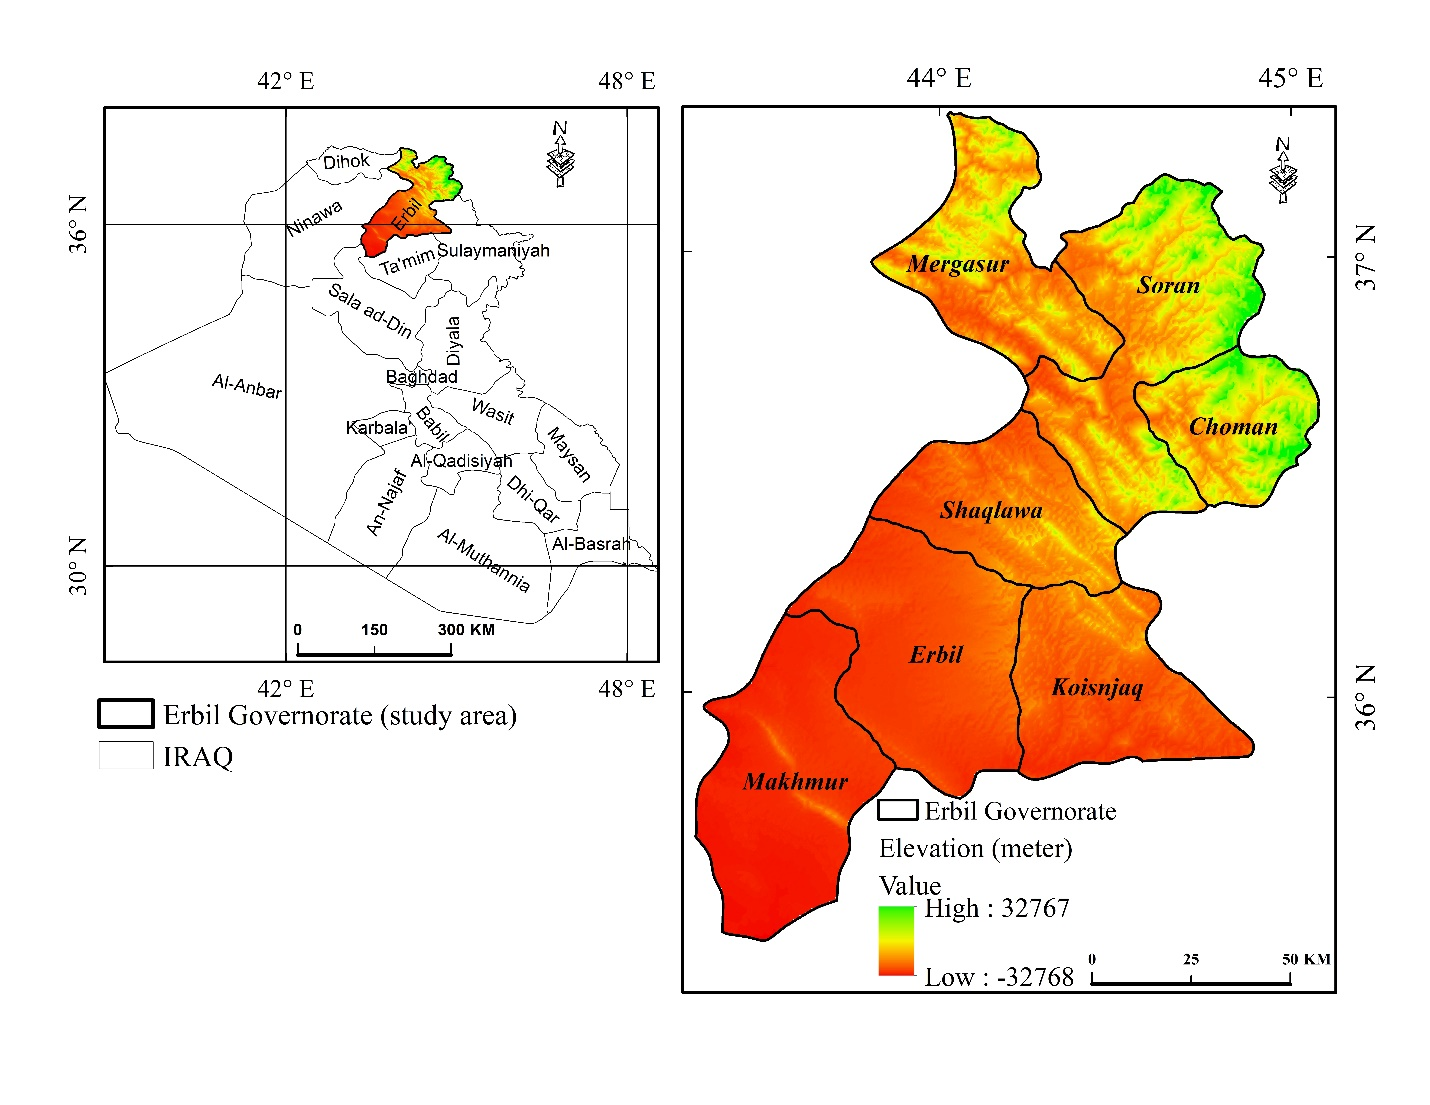 42° E
48° E
36° N
30° N
N
Dihok
Ninawa
Erbil
Ta'mim
Sulaymaniyah
Sala ad-Din
Diyala
Al-Anbar
Baghdad
Wasit
Babil
Karbala'
Maysan
Al-Qadisiyah
An-Najaf
Dhi-Qar
Al-Muthannia
Al-Basrah
0 150 300 KM
42° E
48° E
Erbil Governorate (study area)
IRAQ
44° E
45° E
N
37° N
36° N
Mergasur
Soran
Choman
Shaqlawa
Erbil
Koisnjaq
Makhmur
Erbil Governorate
Elevation (meter)
Value
High : 32767
Low : -32768
0 25 50 KM